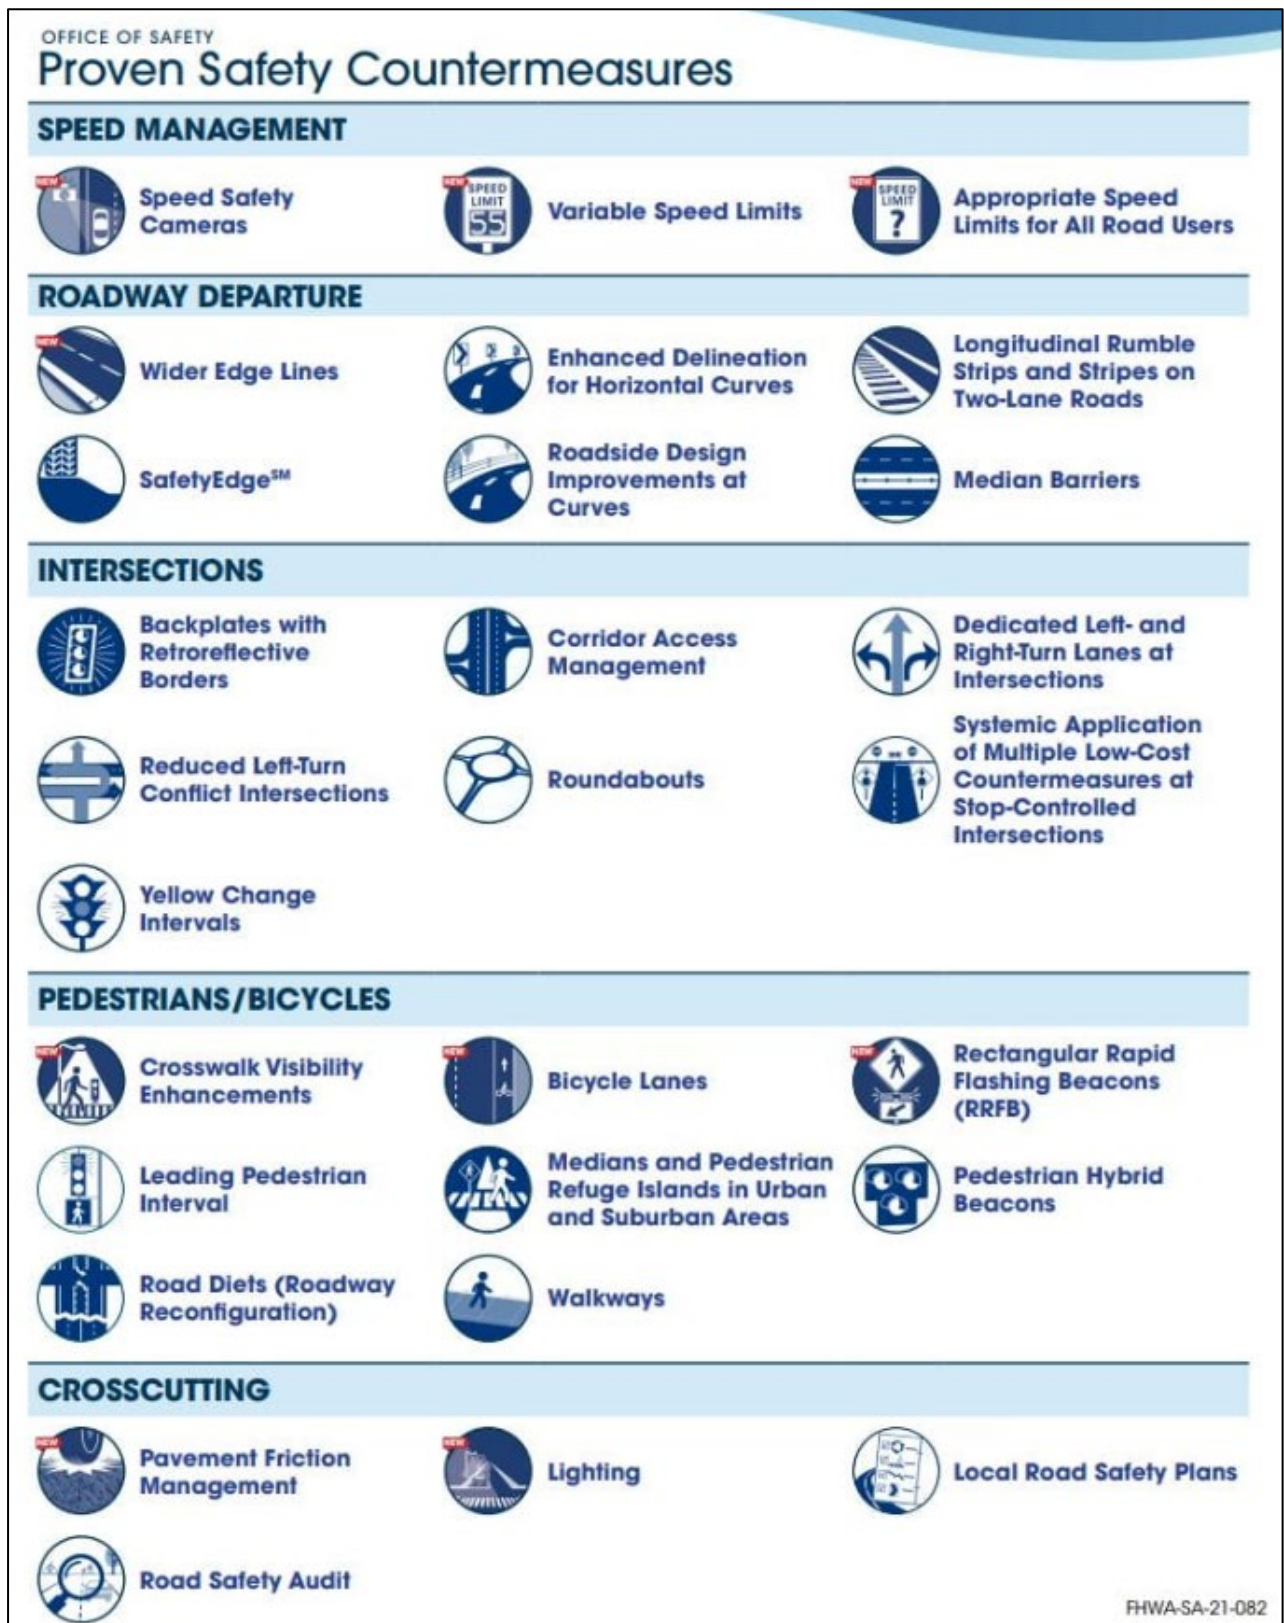 OFFICE OF SAFETY
Proven Safety Countermeasures
SPEED MANAGEMENT
NEW
Speed Safety
Cameras
NEW
SPEED
LIMIT
55
Variable Speed Limits
NEW
SPEED
LIMIT
?
Appropriate Speed
Limits for All Road Users
ROADWAY DEPARTURE
NEW
Wider Edge Lines
Enhanced Delineation
for Horizontal Curves
Longitudinal Rumble
Strips and Stripes on
Two-Lane Roads
SafetyEdge℠
Roadside Design
Improvements at
Curves
Median Barriers
INTERSECTIONS
Backplates with
Retroreflective
Borders
Corridor Access
Management
Dedicated Left- and
Right-Turn Lanes at
Intersections
Reduced Left-Turn
Conflict Intersections
Roundabouts
Systemic Application
of Multiple Low-Cost
Countermeasures at
Stop-Controlled
Intersections
Yellow Change
Intervals
PEDESTRIANS/BICYCLES
NEW
Crosswalk Visibility
Enhancements
NEW
Bicycle Lanes
NEW
Rectangular Rapid
Flashing Beacons
(RRFB)
Leading Pedestrian
Interval
Medians and Pedestrian
Refuge Islands in Urban
and Suburban Areas
Pedestrian Hybrid
Beacons
Road Diets (Roadway
Reconfiguration)
Walkways
CROSSCUTTING
NEW
Pavement Friction
Management
NEW
Lighting
Local Road Safety Plans
Road Safety Audit
FHWA-SA-21-082